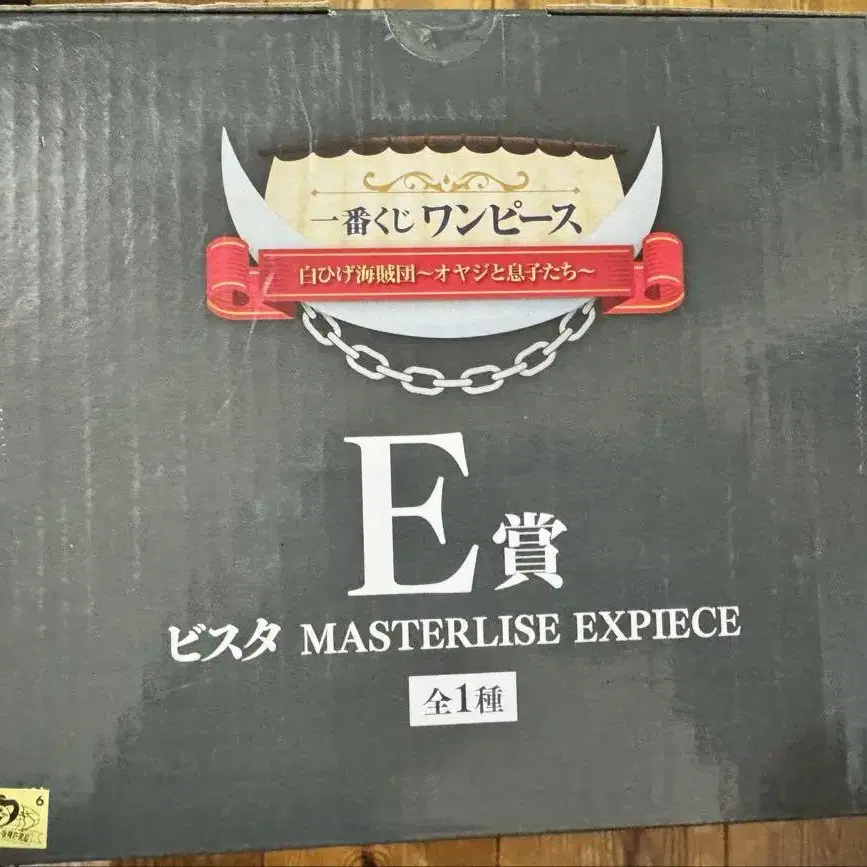 一番くじ ワンピース
白ひげ海賊団～オヤジと息子たち～
E賞
ビスタ MASTERLISE EXPIECE
全1種
6